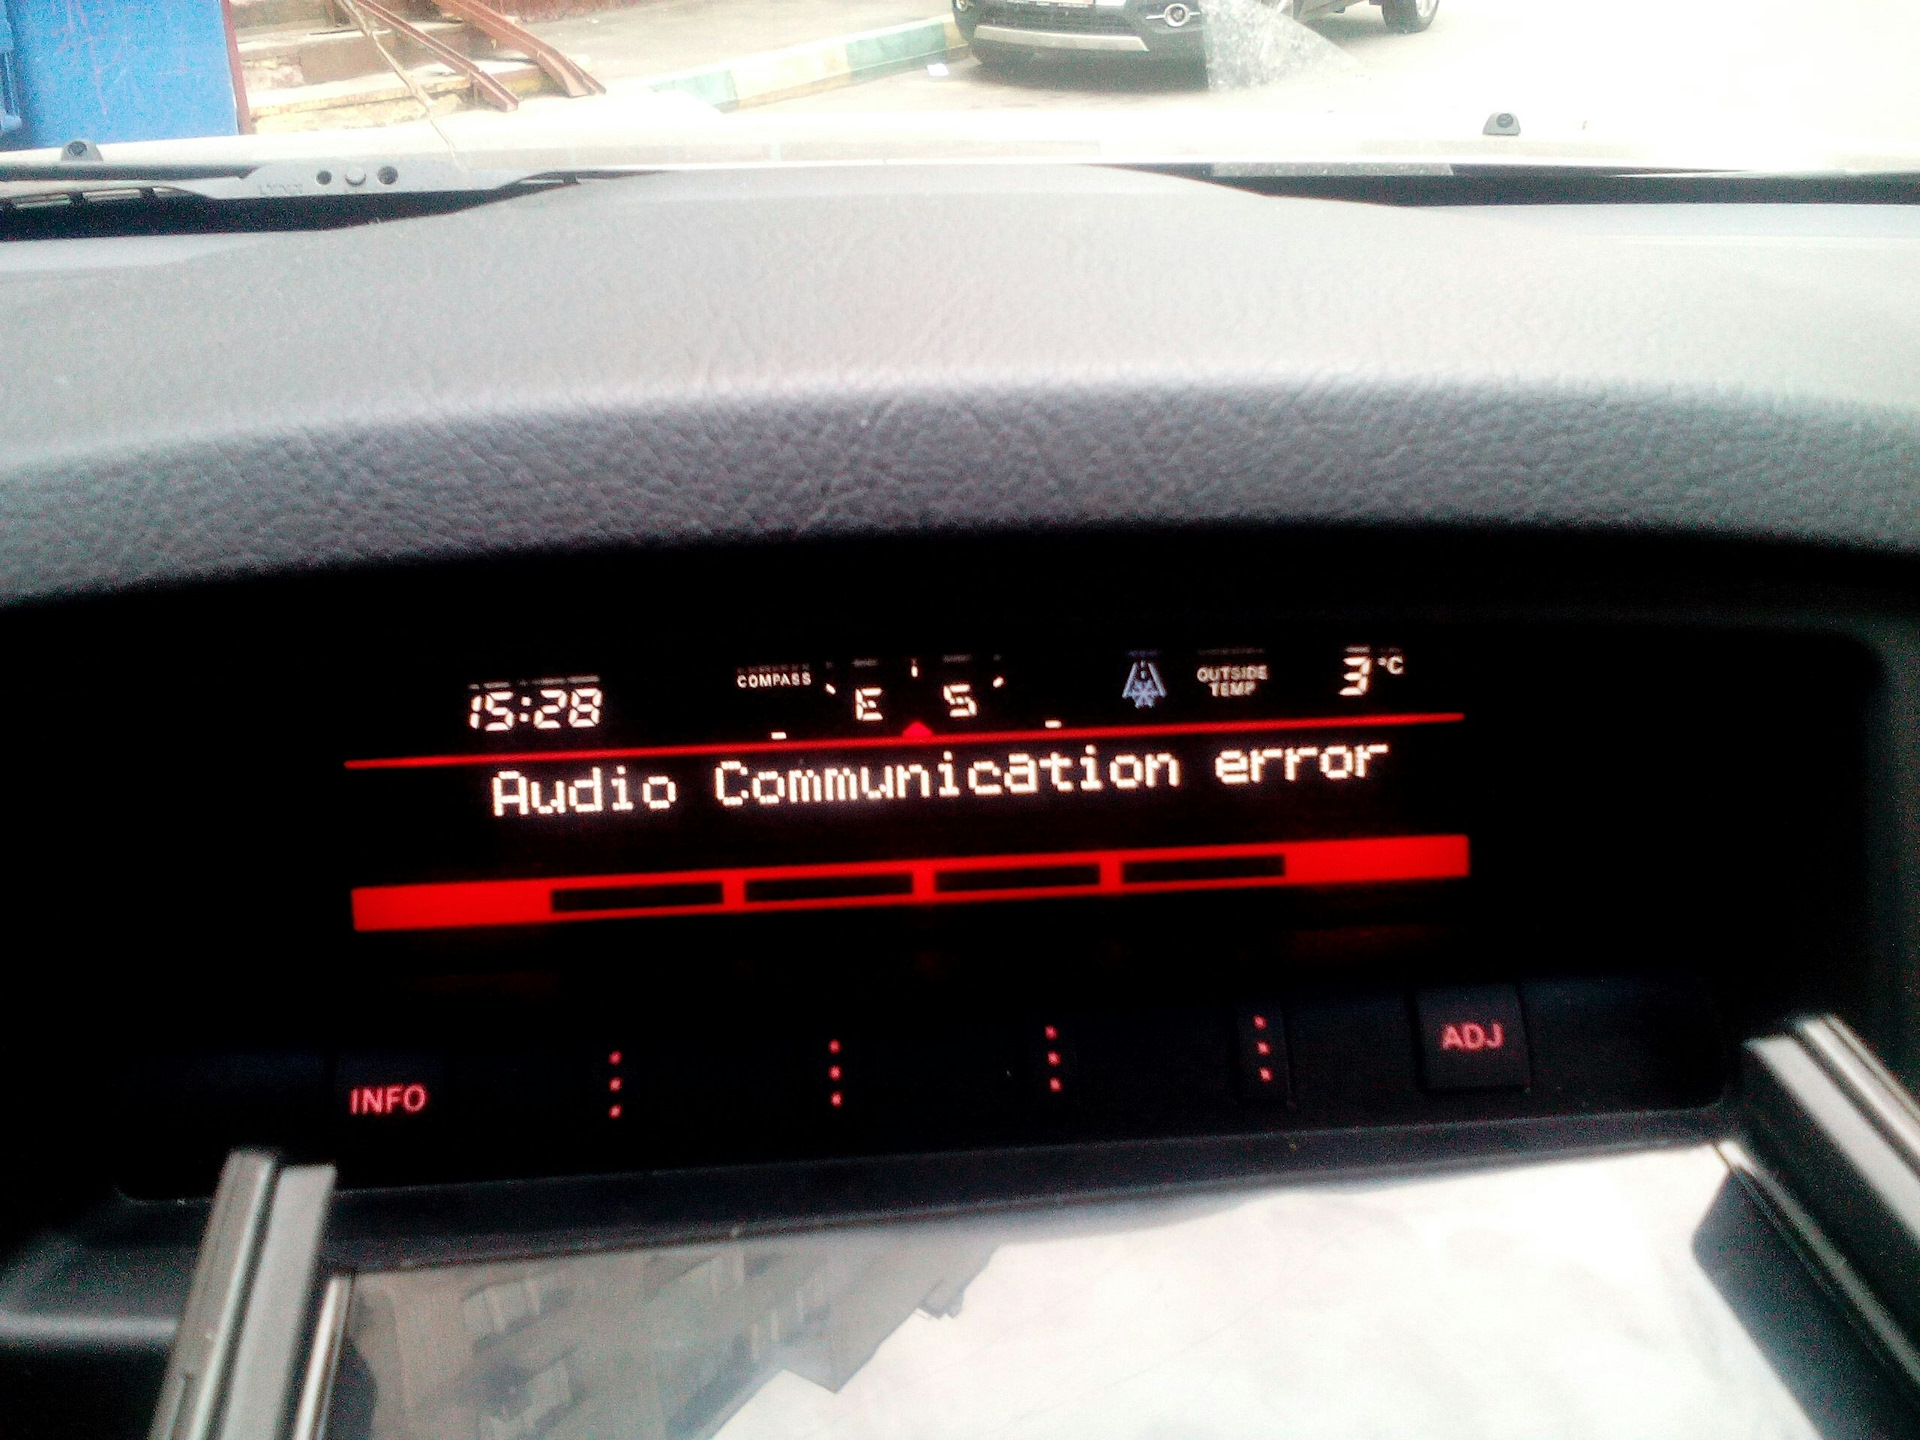 15:28
COMPASS
E S
OUTSIDE
TEMP
3°C
Audio Communication error
INFO
ADJ